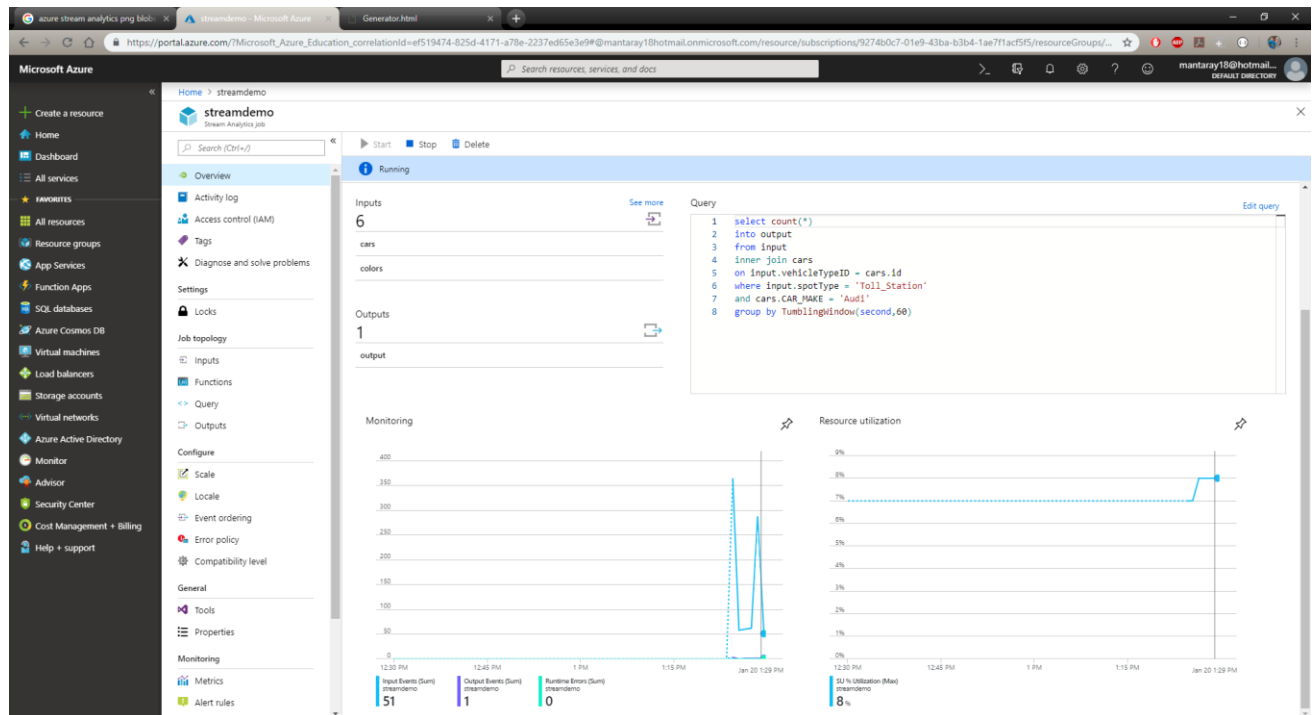 azure stream analytics png blob
streamdemo - Microsoft Azure
Generator.html
https://portal.azure.com/?Microsoft_Azure_Education_correlationId=ef519474-825d-4171-a78e-2237ed65e3e9#@mantaray18hotmail.onmicrosoft.com/resource/subscriptions/9274b0c7-01e9-43ba-b3b4-1ae7f1acf5f5/resourceGroups/...
Microsoft Azure
Search resources, services, and docs
mantaray18@hotmail...
DEFAULT DIRECTORY
Create a resource
Home
Dashboard
All services
FAVORITES
All resources
Resource groups
App Services
Function Apps
SQL databases
Azure Cosmos DB
Virtual machines
Load balancers
Storage accounts
Virtual networks
Azure Active Directory
Monitor
Advisor
Security Center
Cost Management + Billing
Help + support
Home > streamdemo
streamdemo
Stream Analytics job
Search (Ctrl+/)
Overview
Activity log
Access control (IAM)
Tags
Diagnose and solve problems
Settings
Locks
Job topology
Inputs
Functions
Query
Outputs
Configure
Scale
Locale
Event ordering
Error policy
Compatibility level
General
Tools
Properties
Monitoring
Metrics
Alert rules
Start Stop Delete
Running
Inputs See more
6
cars
colors
Outputs
1
output
Query Edit query
1 select count(*)
2 into output
3 from input
4 inner join cars
5 on input.vehicleTypeID = cars.id
6 where input.spotType = 'Toll_Station'
7 and cars.CAR_MAKE = 'Audi'
8 group by TumblingWindow(second,60)
Monitoring
400
350
300
250
200
150
100
50
0
12:30 PM 12:45 PM 1 PM 1:15 PM Jan 20 1:29 PM
Input Events (Sum)
streamdemo
51
Output Events (Sum)
streamdemo
1
Runtime Errors (Sum)
streamdemo
0
Resource utilization
9%
8%
7%
6%
5%
4%
3%
2%
1%
0%
12:30 PM 12:45 PM 1 PM 1:15 PM Jan 20 1:29 PM
SU % Utilization (Max)
streamdemo
8%